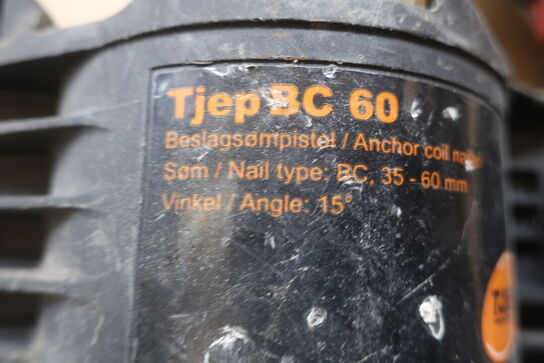 Tjep BC 60
Beslagsømpistol / Anchor coil nailer
Søm / Nail type: BC, 35 - 60 mm
Vinkel / Angle: 15°